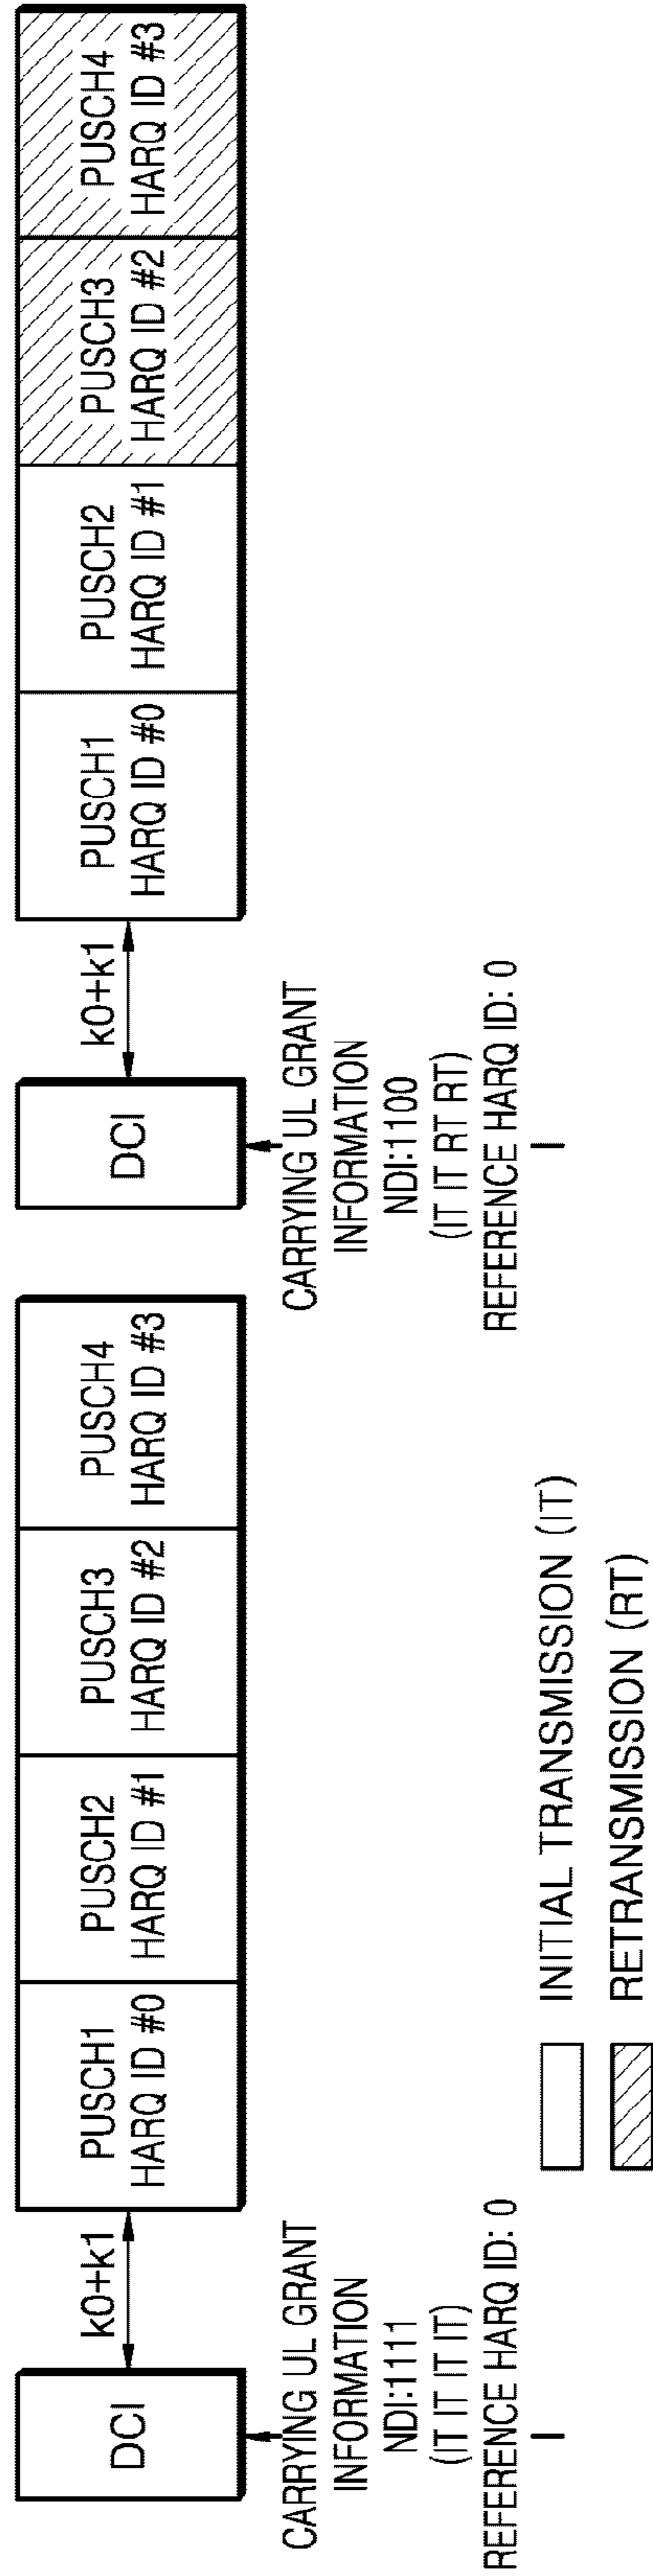 DCI
k0+k1
PUSCH1
HARQ ID #0
PUSCH2
HARQ ID #1
PUSCH3
HARQ ID #2
PUSCH4
HARQ ID #3
CARRYING UL GRANT
INFORMATION
NDI:1111
(IT IT IT IT)
REFERENCE HARQ ID: 0
DCI
k0+k1
PUSCH1
HARQ ID #0
PUSCH2
HARQ ID #1
PUSCH3
HARQ ID #2
PUSCH4
HARQ ID #3
CARRYING UL GRANT
INFORMATION
NDI:1100
(IT IT RT RT)
REFERENCE HARQ ID: 0
INITIAL TRANSMISSION (IT)
RETRANSMISSION (RT)